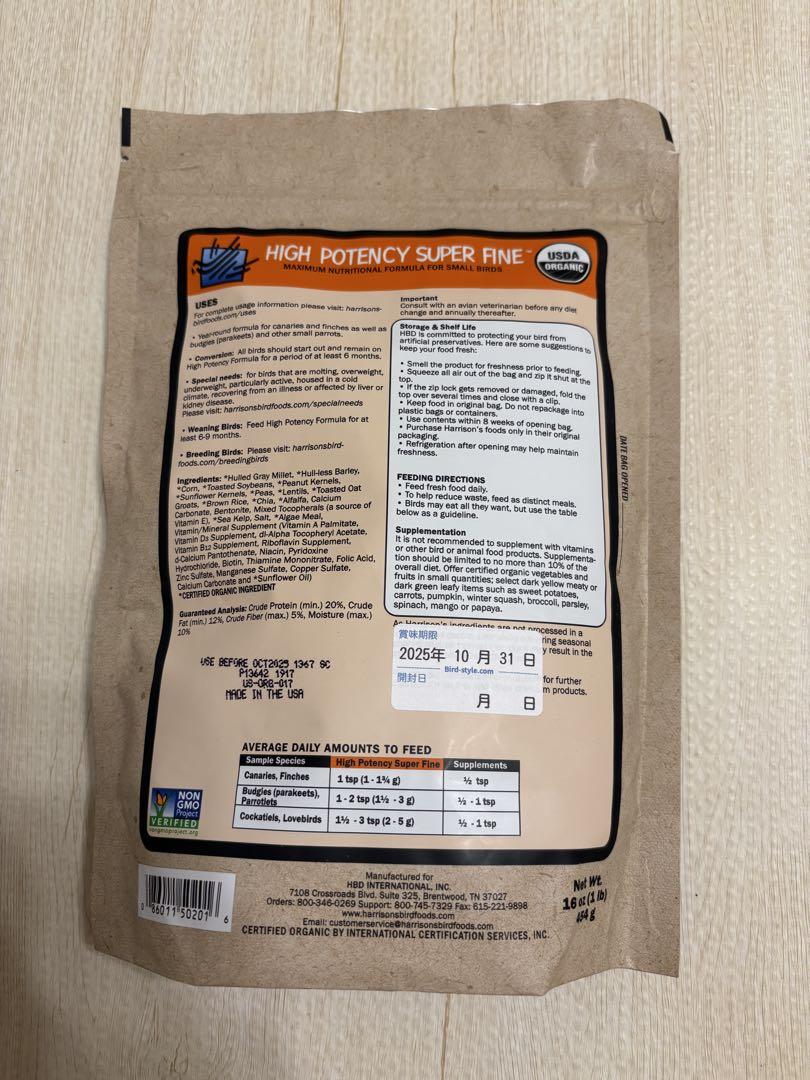 HIGH POTENCY SUPER FINE™
MAXIMUM NUTRITIONAL FORMULA FOR SMALL BIRDS
USDA
ORGANIC
USES
For complete usage information please visit: harrisons-
birdfoods.com/uses
• Year-round formula for canaries and finches as well as
budgies (parakeets) and other small parrots.
• Conversion: All birds should start out and remain on
High Potency Formula for a period of at least 6 months.
• Special needs: for birds that are molting, overweight,
underweight, particularly active, housed in a cold
climate, recovering from an illness or affected by liver or
kidney disease.
Please visit: harrisonsbirdfoods.com/specialneeds
• Weaning Birds: Feed High Potency Formula for at
least 6-9 months.
• Breeding Birds: Please visit: harrisonsbird-
foods.com/breedingbirds
Ingredients: *Hulled Gray Millet, *Hull-less Barley,
*Corn, *Toasted Soybeans, *Peanut Kernels,
*Sunflower Kernels, *Peas, *Lentils, *Toasted Oat
Groats, *Brown Rice, *Chia, *Alfalfa, Calcium
Carbonate, Bentonite, Mixed Tocopherols (a source of
Vitamin E), *Sea Kelp, Salt, *Algae Meal,
Vitamin/Mineral Supplement (Vitamin A Palmitate,
Vitamin D3 Supplement, dl-Alpha Tocopheryl Acetate,
Vitamin B12 Supplement, Riboflavin Supplement,
d-Calcium Pantothenate, Niacin, Pyridoxine
Hydrochloride, Biotin, Thiamine Mononitrate, Folic Acid,
Zinc Sulfate, Manganese Sulfate, Copper Sulfate,
Calcium Carbonate and *Sunflower Oil)
*CERTIFIED ORGANIC INGREDIENT
Guaranteed Analysis: Crude Protein (min.) 20%, Crude
Fat (min.) 12%, Crude Fiber (max.) 5%, Moisture (max.)
10%
USE BEFORE OCT2025 1367 SC
P13642 1917
US-ORG-017
MADE IN THE USA
Important
Consult with an avian veterinarian before any diet
change and annually thereafter.
Storage & Shelf Life
HBD is committed to protecting your bird from
artificial preservatives. Here are some suggestions to
keep your food fresh:
• Smell the product for freshness prior to feeding.
• Squeeze all air out of the bag and zip it shut at the
top.
• If the zip lock gets removed or damaged, fold the
top over several times and close with a clip.
• Keep food in original bag. Do not repackage into
plastic bags or containers.
• Use contents within 8 weeks of opening bag.
• Purchase Harrison's foods only in their original
packaging.
• Refrigeration after opening may help maintain
freshness.
DATE BAG OPENED
FEEDING DIRECTIONS
• Feed fresh food daily.
• To help reduce waste, feed as distinct meals.
• Birds may eat all they want, but use the table
below as a guideline.
Supplementation
It is not recommended to supplement with vitamins
or other bird or animal food products. Supplementa-
tion should be limited to no more than 10% of the
overall diet. Offer certified organic vegetables and
fruits in small quantities; select dark yellow meaty or
dark green leafy items such as sweet potatoes,
carrots, pumpkin, winter squash, broccoli, parsley,
spinach, mango or papaya.
As Harrison's ingredients are not processed in a
ring seasonal
y result in the
for further
m products.
賞味期限
2025年 10 月 31 日
Bird-style.com
開封日
月 日
AVERAGE DAILY AMOUNTS TO FEED
Sample Species High Potency Super Fine Supplements
Canaries, Finches 1 tsp (1 - 1¾ g) ½ tsp
Budgies (parakeets),
Parrotlets 1 - 2 tsp (1½ - 3 g) ½ - 1 tsp
Cockatiels, Lovebirds 1½ - 3 tsp (2 - 5 g) ½ - 1 tsp
NON
GMO
Project
VERIFIED
nongmoproject.org
0 86011 50201 6
Manufactured for
HBD INTERNATIONAL, INC.
7108 Crossroads Blvd. Suite 325, Brentwood, TN 37027
Orders: 800-346-0269 Support: 800-745-7329 Fax: 615-221-9898
www.harrisonsbirdfoods.com
Email: customerservice@harrisonsbirdfoods.com
CERTIFIED ORGANIC BY INTERNATIONAL CERTIFICATION SERVICES, INC.
Net Wt.
16 oz (1 lb)
454 g